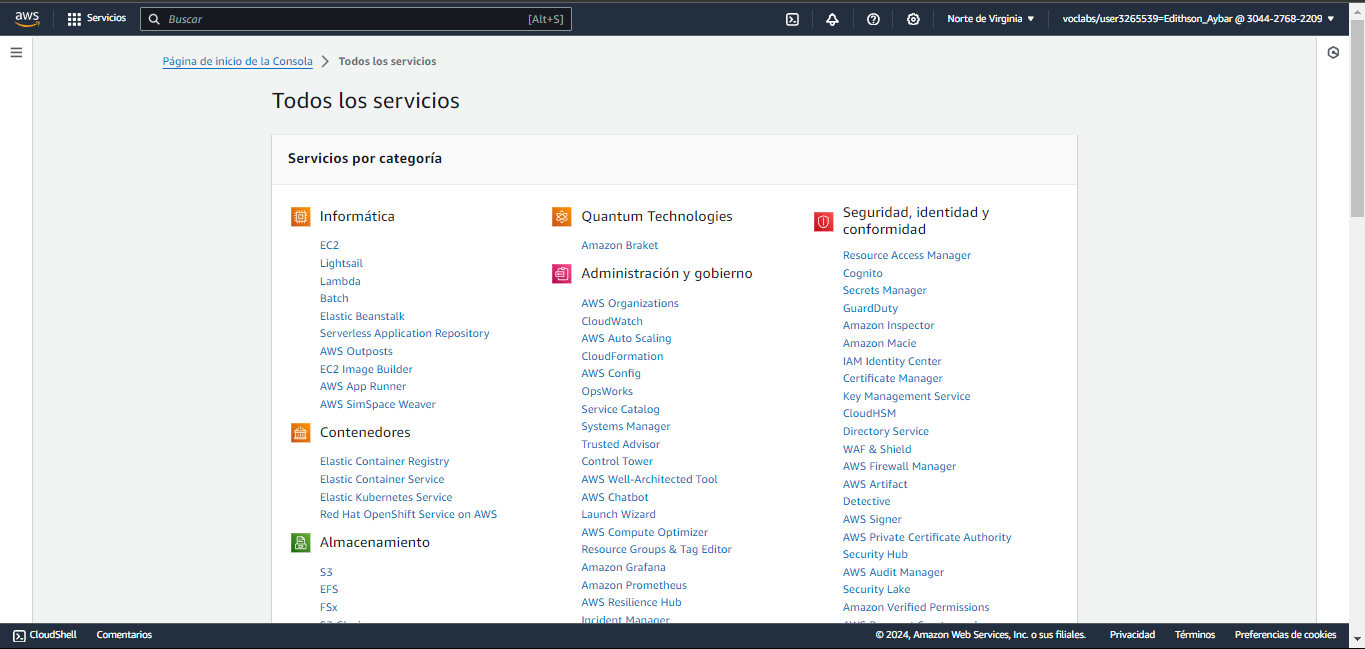 aws
Servicios
Buscar
[Alt+S]
Norte de Virginia
voclabs/user3265539=Edithson_Aybar @ 3044-2768-2209
Página de inicio de la Consola
Todos los servicios
Todos los servicios
Servicios por categoría
Informática
EC2
Lightsail
Lambda
Batch
Elastic Beanstalk
Serverless Application Repository
AWS Outposts
EC2 Image Builder
AWS App Runner
AWS SimSpace Weaver
Contenedores
Elastic Container Registry
Elastic Container Service
Elastic Kubernetes Service
Red Hat OpenShift Service on AWS
Almacenamiento
S3
EFS
FSx
Quantum Technologies
Amazon Braket
Administración y gobierno
AWS Organizations
CloudWatch
AWS Auto Scaling
CloudFormation
AWS Config
OpsWorks
Service Catalog
Systems Manager
Trusted Advisor
Control Tower
AWS Well-Architected Tool
AWS Chatbot
Launch Wizard
AWS Compute Optimizer
Resource Groups & Tag Editor
Amazon Grafana
Amazon Prometheus
AWS Resilience Hub
Incident Manager
Seguridad, identidad y
conformidad
Resource Access Manager
Cognito
Secrets Manager
GuardDuty
Amazon Inspector
Amazon Macie
IAM Identity Center
Certificate Manager
Key Management Service
CloudHSM
Directory Service
WAF & Shield
AWS Firewall Manager
AWS Artifact
Detective
AWS Signer
AWS Private Certificate Authority
Security Hub
AWS Audit Manager
Security Lake
Amazon Verified Permissions
CloudShell
Comentarios
© 2024, Amazon Web Services, Inc. o sus filiales.
Privacidad
Términos
Preferencias de cookies